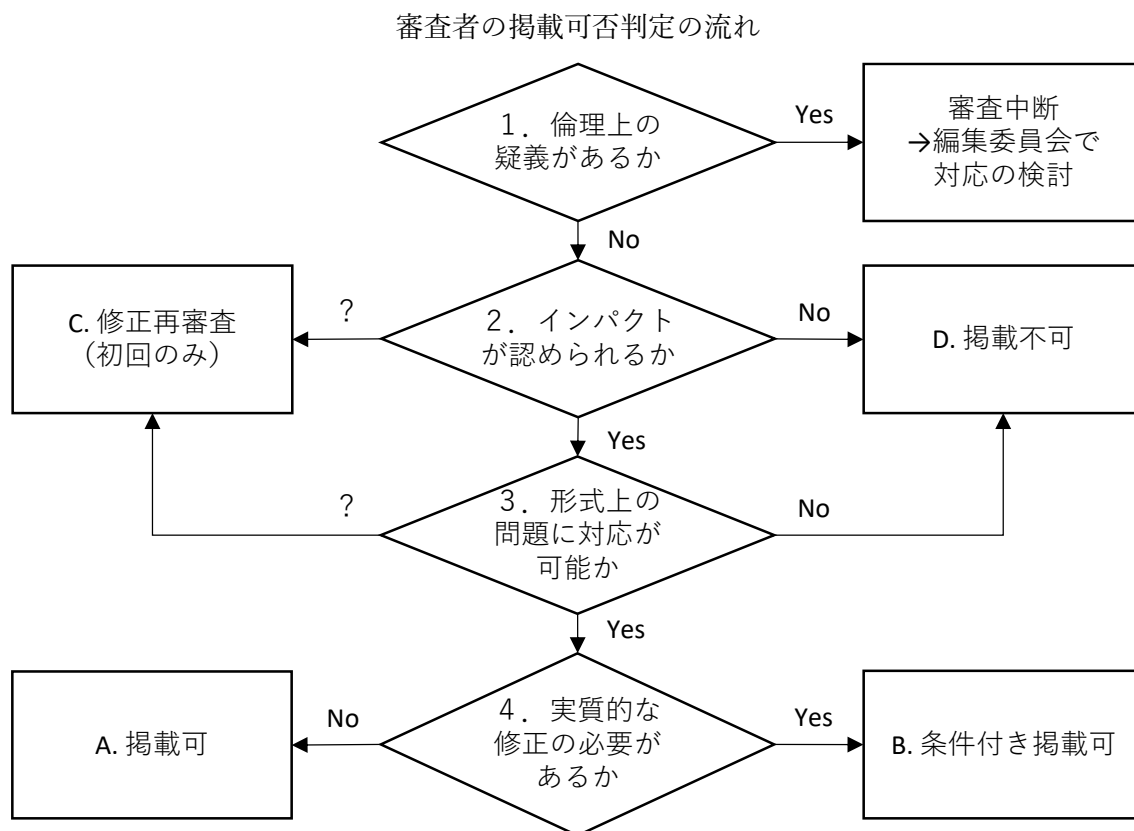 審査者の掲載可否判定の流れ
1．倫理上の
疑義があるか
Yes
審査中断
→編集委員会で
対応の検討
No
C. 修正再審査
（初回のみ）
？
2．インパクト
が認められるか
No
D. 掲載不可
Yes
？
3．形式上の
問題に対応が
可能か
No
Yes
A. 掲載可
No
4．実質的な
修正の必要が
あるか
Yes
B. 条件付き掲載可